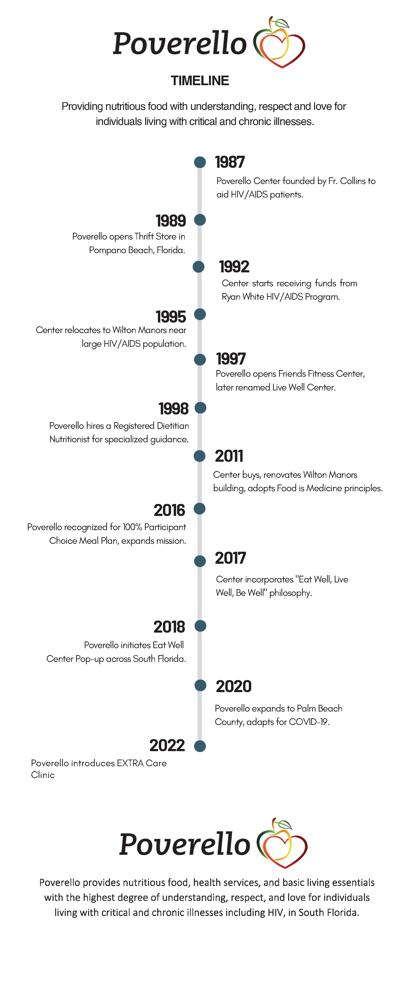 Poverello
TIMELINE
Providing nutritious food with understanding, respect and love for
individuals living with critical and chronic illnesses.
1987
Poverello Center founded by Fr. Collins to
aid HIV/AIDS patients.
1989
Poverello opens Thrift Store in
Pompano Beach, Florida.
1992
Center starts receiving funds from
Ryan White HIV/AIDS Program.
1995
Center relocates to Wilton Manors near
large HIV/AIDS population.
1997
Poverello opens Friends Fitness Center,
later renamed Live Well Center.
1998
Poverello hires a Registered Dietitian
Nutritionist for specialized guidance.
2011
Center buys, renovates Wilton Manors
building, adopts Food is Medicine principles.
2016
Poverello recognized for 100% Participant
Choice Meal Plan, expands mission.
2017
Center incorporates "Eat Well, Live
Well, Be Well" philosophy.
2018
Poverello initiates Eat Well
Center Pop-up across South Florida.
2020
Poverello expands to Palm Beach
County, adapts for COVID-19.
2022
Poverello introduces EXTRA Care
Clinic
Poverello
Poverello provides nutritious food, health services, and basic living essentials
with the highest degree of understanding, respect, and love for individuals
living with critical and chronic illnesses including HIV, in South Florida.